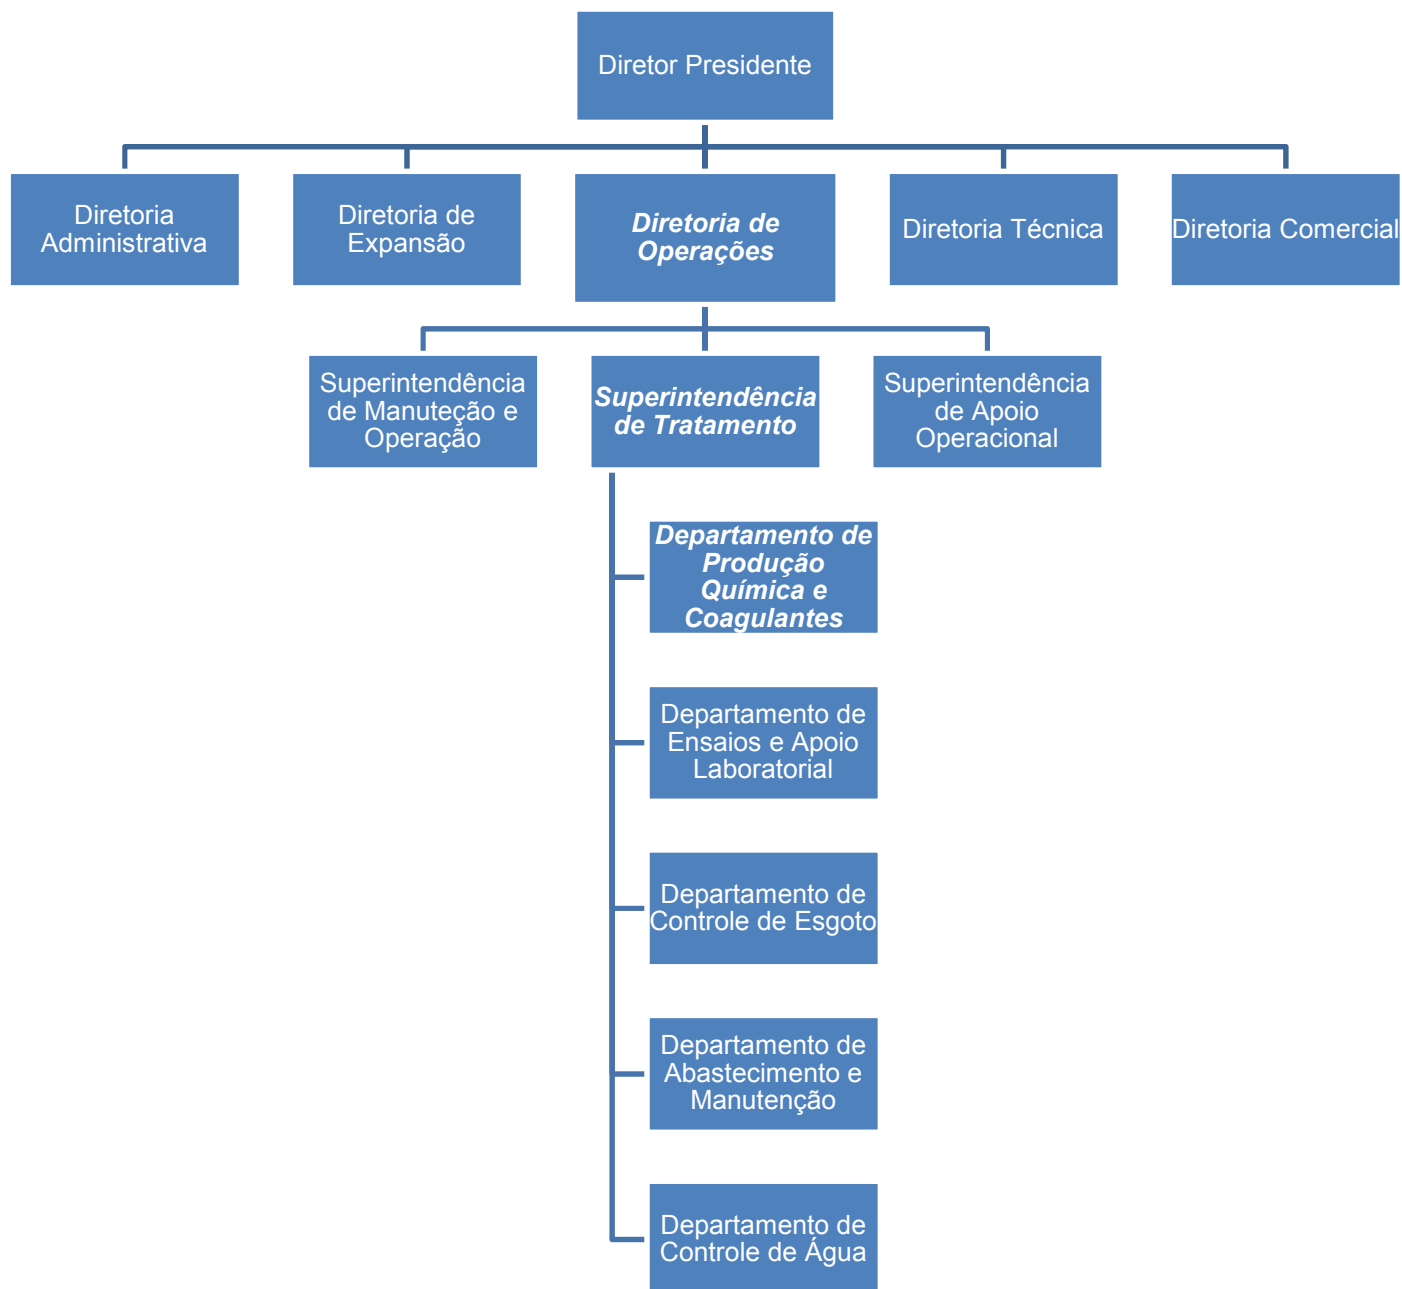 Diretor Presidente
Diretoria
Administrativa
Diretoria de
Expansão
Diretoria de
Operações
Diretoria Técnica
Diretoria Comercial
Superintendência
de Manuteção e
Operação
Superintendência
de Tratamento
Superintendência
de Apoio
Operacional
Departamento de
Produção
Química e
Coagulantes
Departamento de
Ensaios e Apoio
Laboratorial
Departamento de
Controle de Esgoto
Departamento de
Abastecimento e
Manutenção
Departamento de
Controle de Água